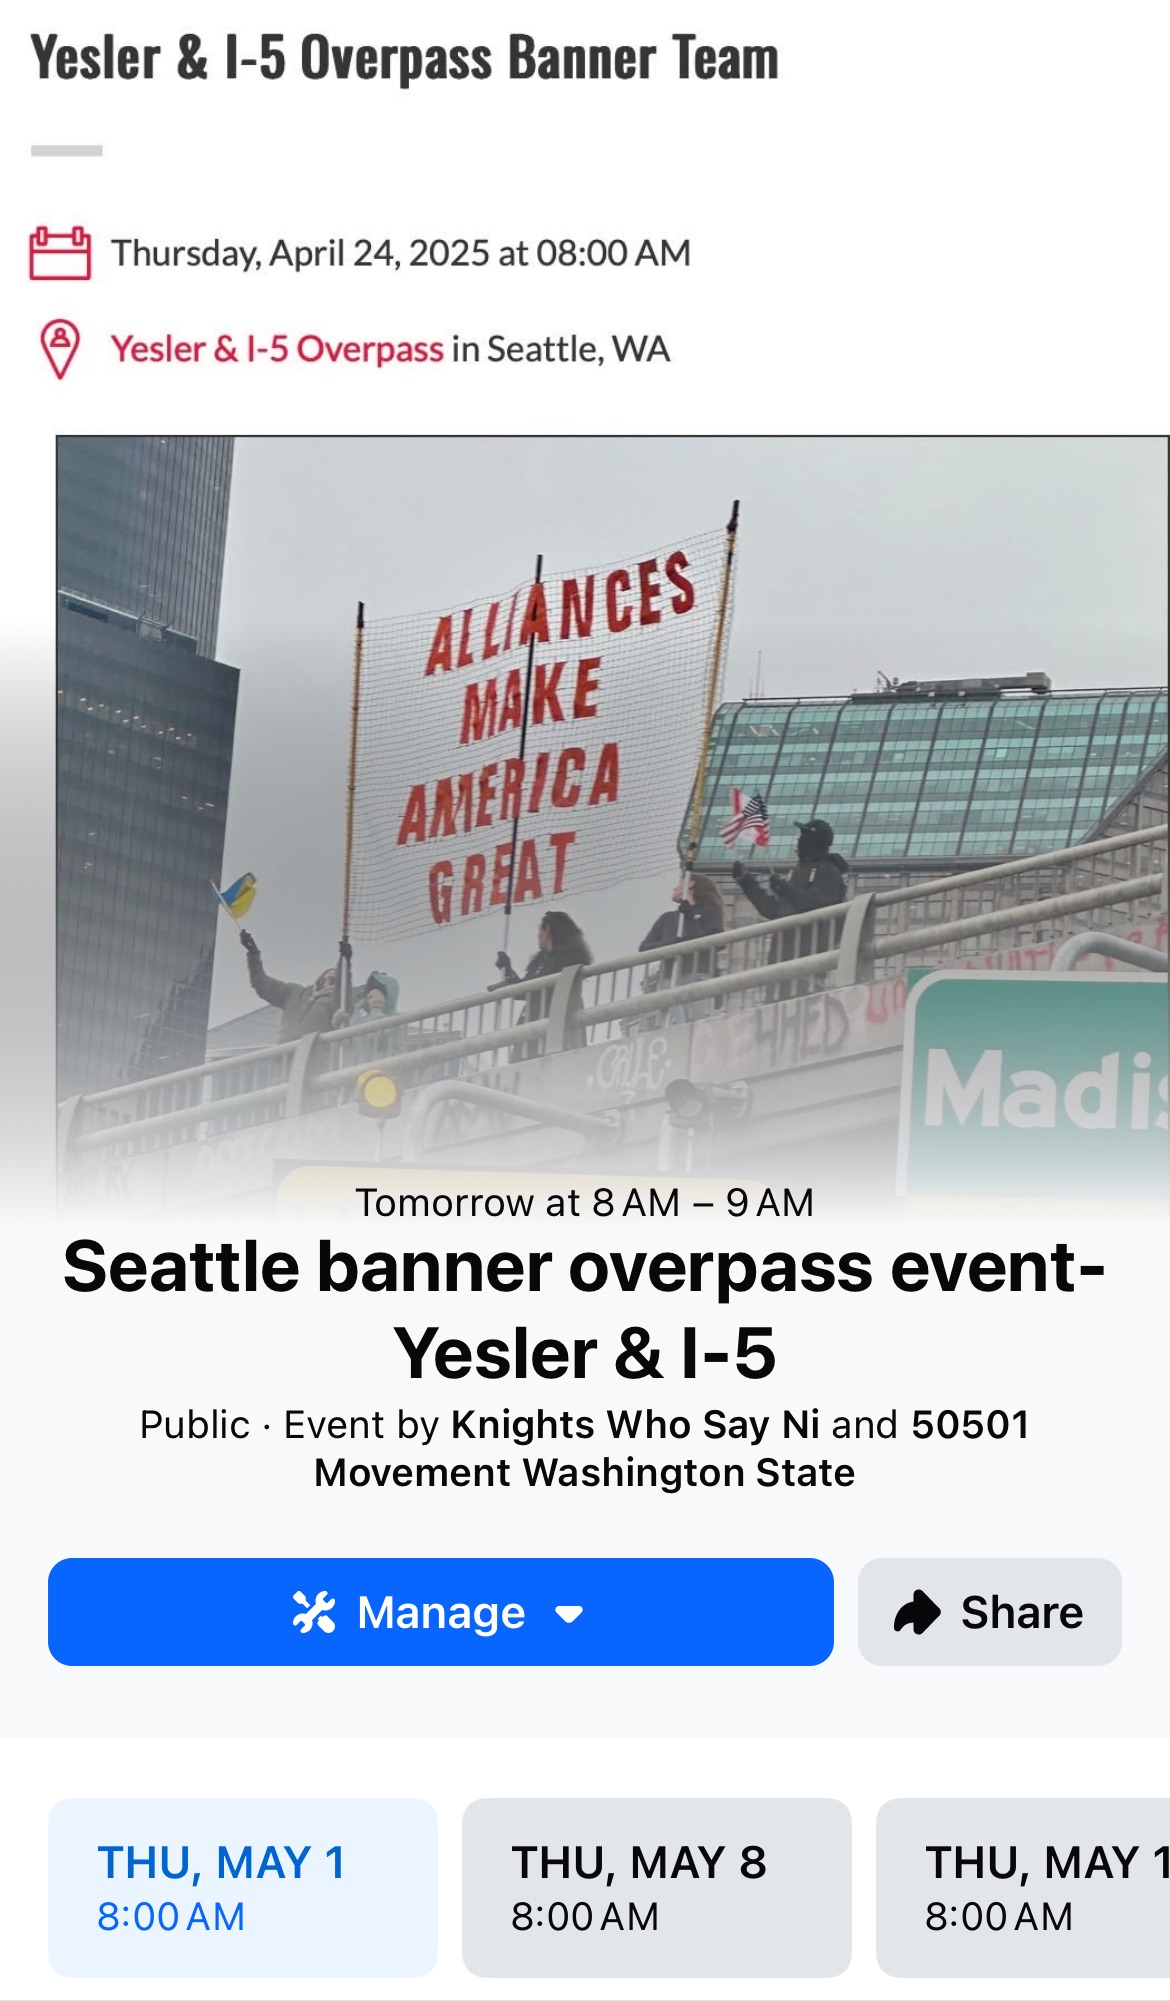 Yesler & I-5 Overpass Banner Team
Thursday, April 24, 2025 at 08:00 AM
Yesler & I-5 Overpass in Seattle, WA
ALLIANCES
MAKE
AMERICA
GREAT
Madis
Tomorrow at 8 AM – 9 AM
Seattle banner overpass event-
Yesler & I-5
Public · Event by Knights Who Say Ni and 50501
Movement Washington State
Manage
Share
THU, MAY 1
8:00 AM
THU, MAY 8
8:00 AM
THU, MAY 1
8:00 AM